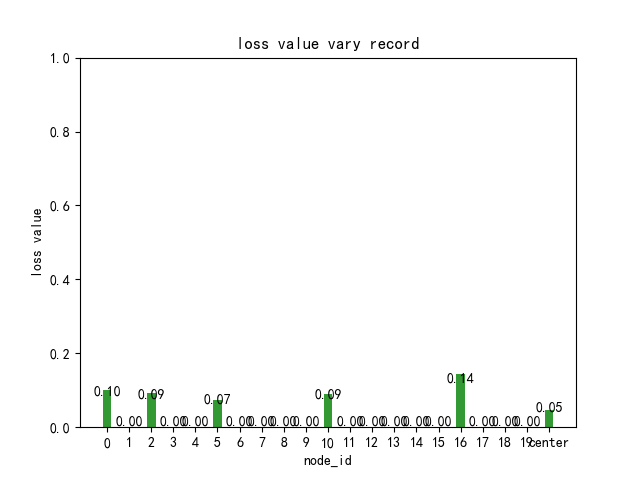 loss value vary record
1.0
0.8
0.6
0.4
0.2
0.0
loss value
0.10 0.00 0.09 0.00 0.00 0.07 0.00 0.00 0.00 0.00 0.09 0.00 0.00 0.00 0.00 0.00 0.14 0.00 0.00 0.00 0.05
0 1 2 3 4 5 6 7 8 9 10 11 12 13 14 15 16 17 18 19 center
node_id